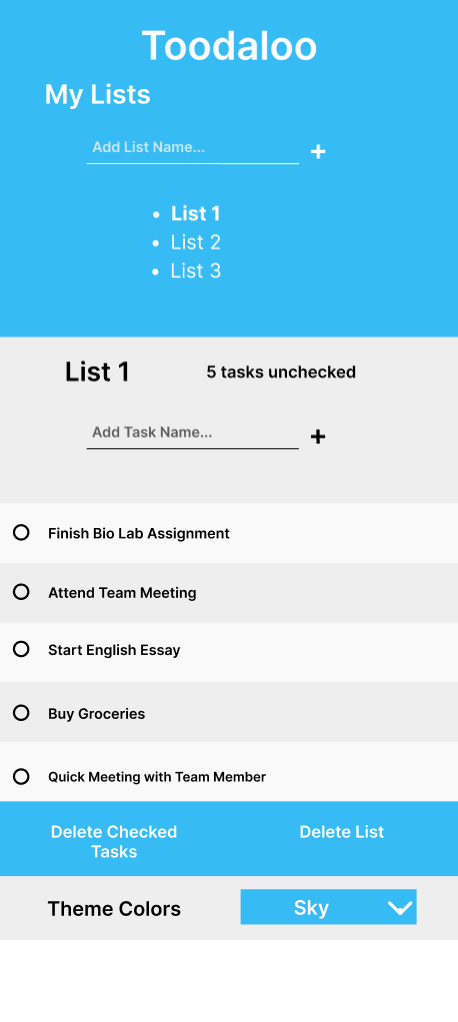 Toodaloo
My Lists
Add List Name...
+
• List 1
• List 2
• List 3
List 1
5 tasks unchecked
Add Task Name...
+
Finish Bio Lab Assignment
Attend Team Meeting
Start English Essay
Buy Groceries
Quick Meeting with Team Member
Delete Checked
Tasks
Delete List
Theme Colors
Sky